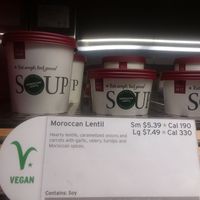 SOUP
SOUP
Moroccan Lentil
Sm $5.39 • Cal 190
Lg $7.49 • Cal 330
Hearty lentils, caramelized onions and
carrots with garlic, celery, turnips and
Moroccan spices.
V
VEGAN
Contains: Soy